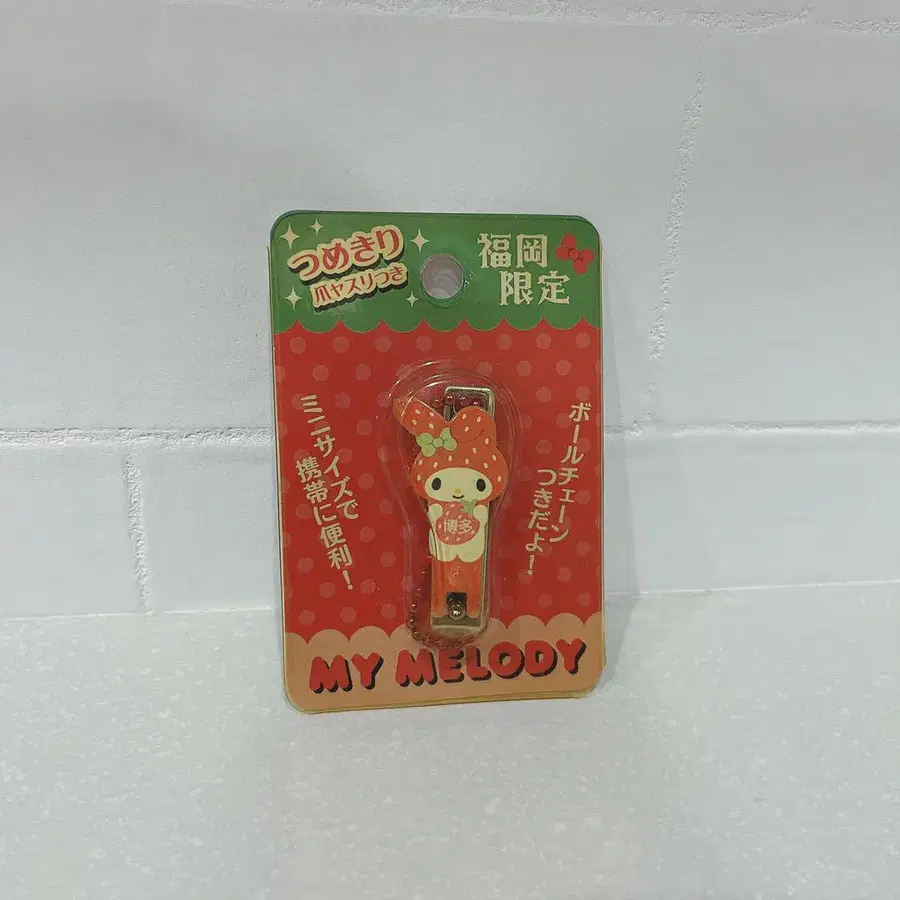 つめきり
爪ヤスリつき
福岡
限定
ミニサイズで
携帯に便利！
ボールチェーン
つきだよ！
博多
MY MELODY